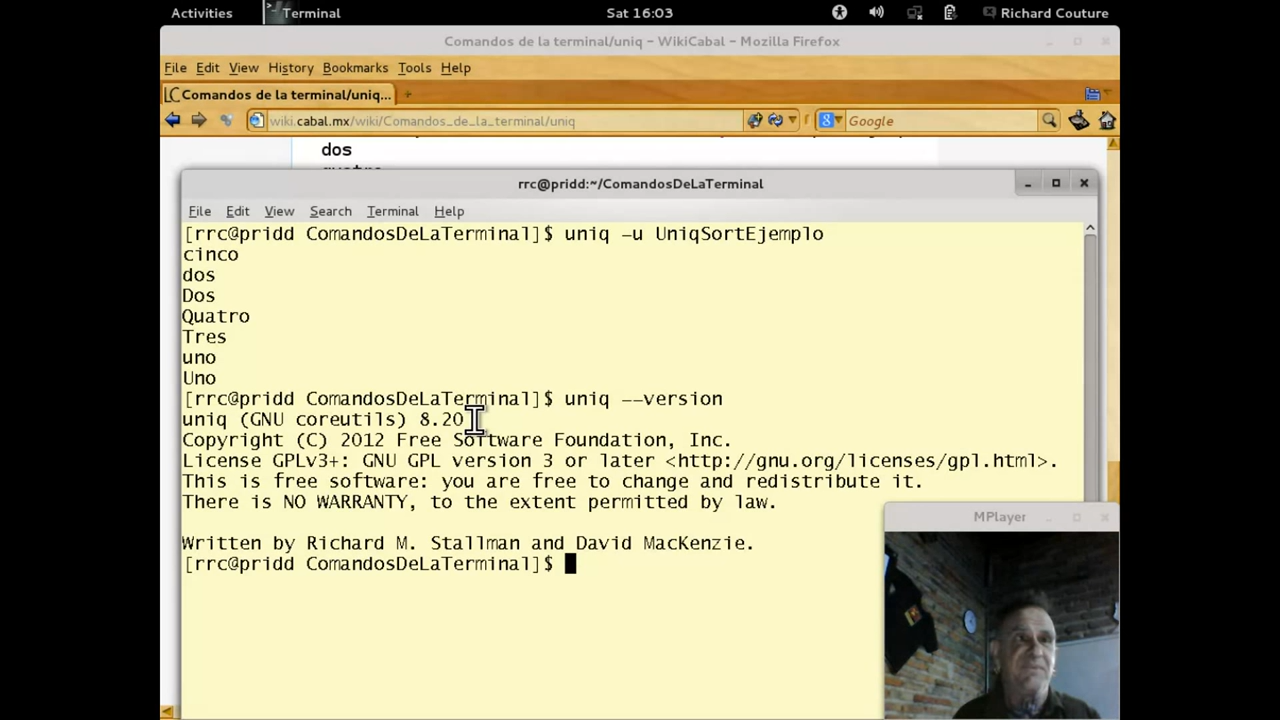 Activities Terminal Sat 16:03 Richard Couture
Comandos de la terminal/uniq – WikiCabal – Mozilla Firefox
File Edit View History Bookmarks Tools Help
Comandos de la terminal/uniq...
wiki.cabal.mx/wiki/Comandos_de_la_terminal/uniq Google
dos
rrc@pridd:~/ComandosDeLaTerminal
File Edit View Search Terminal Help
[rrc@pridd ComandosDeLaTerminal]$ uniq -u UniqSortEjemplo
cinco
dos
Dos
Quatro
Tres
uno
Uno
[rrc@pridd ComandosDeLaTerminal]$ uniq --version
uniq (GNU coreutils) 8.20
Copyright (C) 2012 Free Software Foundation, Inc.
License GPLv3+: GNU GPL version 3 or later <http://gnu.org/licenses/gpl.html>.
This is free software: you are free to change and redistribute it.
There is NO WARRANTY, to the extent permitted by law.
MPlayer
Written by Richard M. Stallman and David MacKenzie.
[rrc@pridd ComandosDeLaTerminal]$